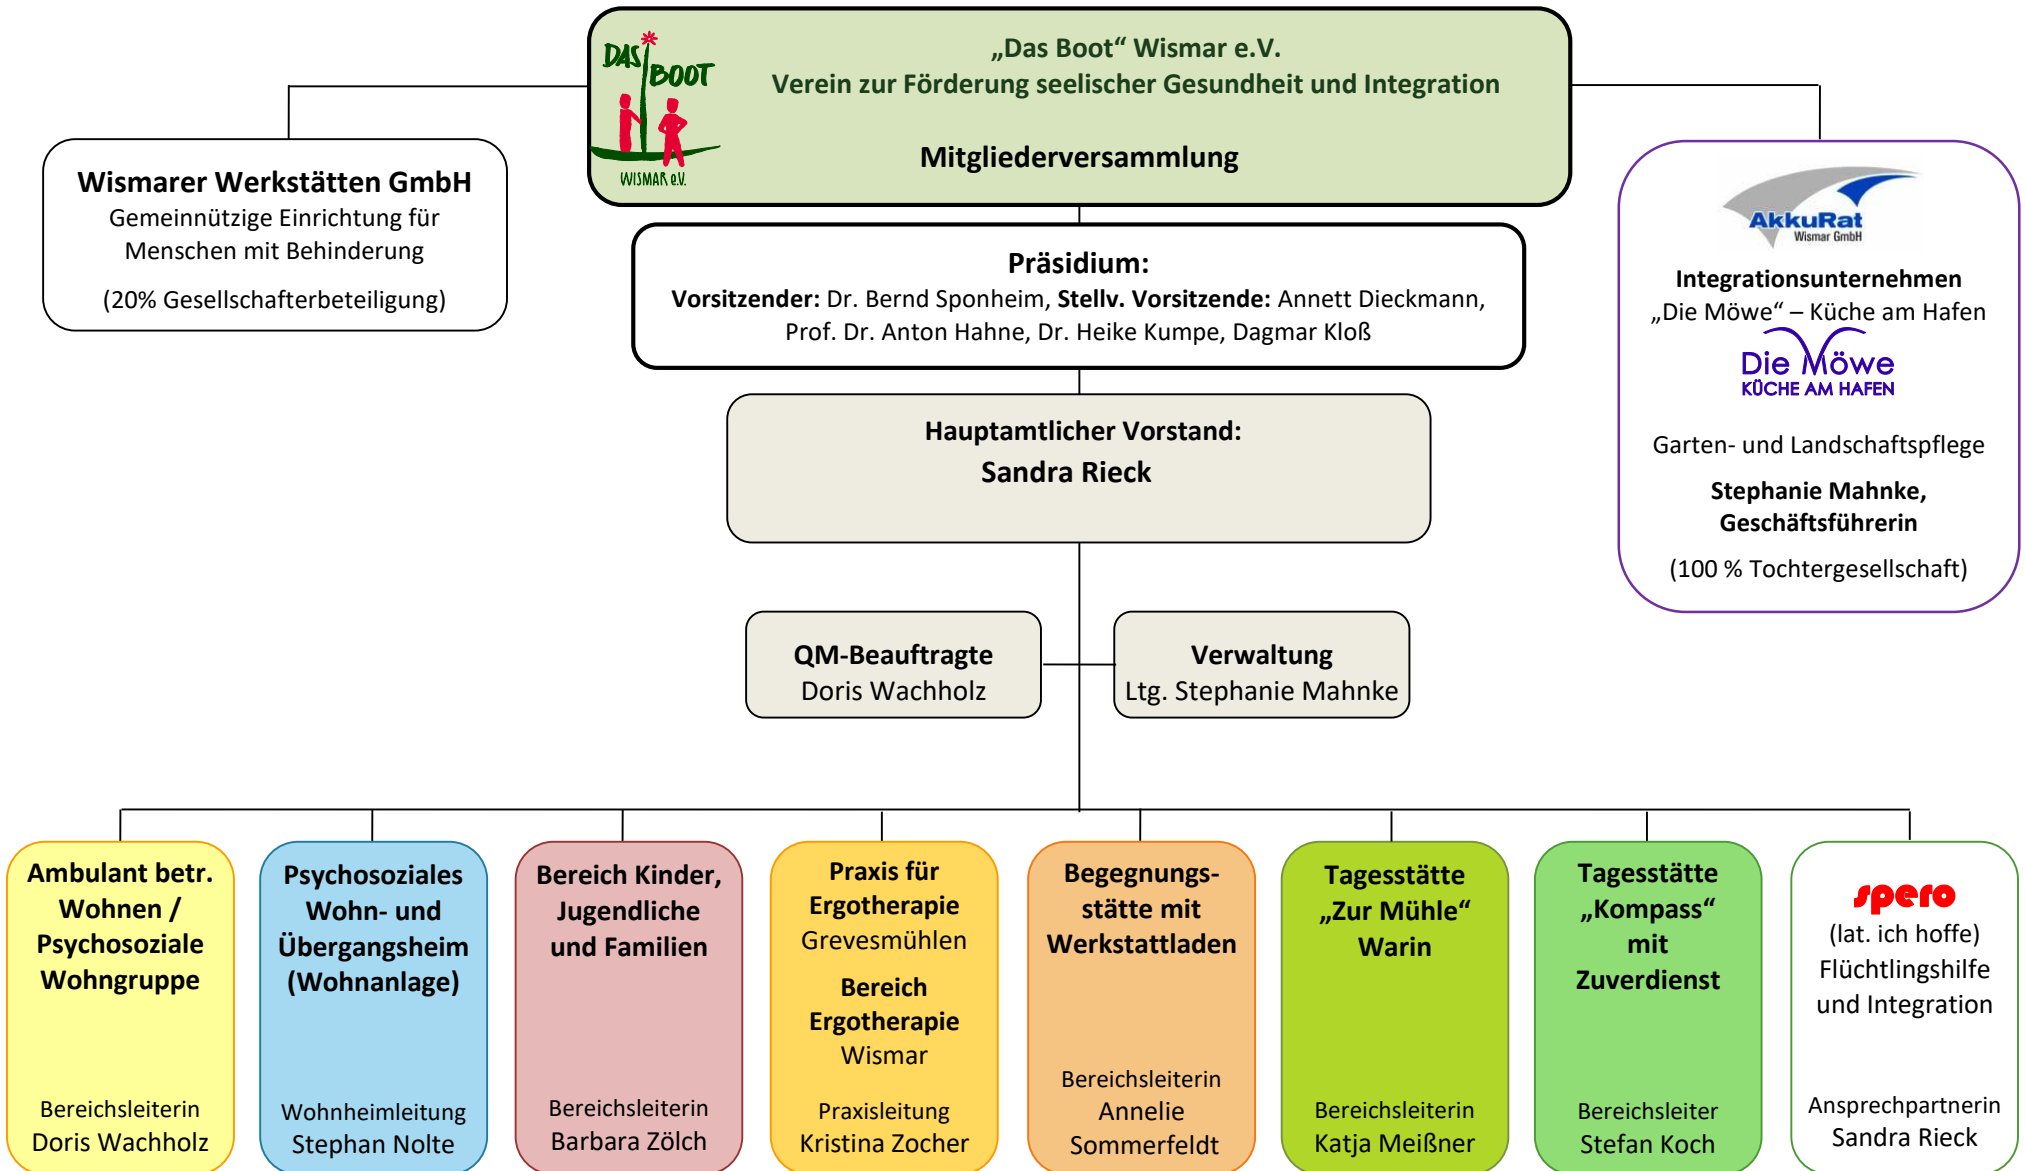 DAS BOOT
WISMAR e.V.
„Das Boot“ Wismar e.V.
Verein zur Förderung seelischer Gesundheit und Integration
Mitgliederversammlung
Wismarer Werkstätten GmbH
Gemeinnützige Einrichtung für
Menschen mit Behinderung
(20% Gesellschafterbeteiligung)
AkkuRat
Wismar GmbH
Integrationsunternehmen
„Die Möwe“ – Küche am Hafen
Die Möwe
KÜCHE AM HAFEN
Garten- und Landschaftspflege
Stephanie Mahnke,
Geschäftsführerin
(100 % Tochtergesellschaft)
Präsidium:
Vorsitzender: Dr. Bernd Sponheim, Stellv. Vorsitzende: Annett Dieckmann,
Prof. Dr. Anton Hahne, Dr. Heike Kumpe, Dagmar Kloß
Hauptamtlicher Vorstand:
Sandra Rieck
QM-Beauftragte
Doris Wachholz
Verwaltung
Ltg. Stephanie Mahnke
Ambulant betr.
Wohnen /
Psychosoziale
Wohngruppe
Bereichsleiterin
Doris Wachholz
Psychosoziales
Wohn- und
Übergangsheim
(Wohnanlage)
Wohnheimleitung
Stephan Nolte
Bereich Kinder,
Jugendliche
und Familien
Bereichsleiterin
Barbara Zölch
Praxis für
Ergotherapie
Grevesmühlen
Bereich
Ergotherapie
Wismar
Praxisleitung
Kristina Zocher
Begegnungs-
stätte mit
Werkstattladen
Bereichsleiterin
Annelie
Sommerfeldt
Tagesstätte
„Zur Mühle“
Warin
Bereichsleiterin
Katja Meißner
Tagesstätte
„Kompass“
mit
Zuverdienst
Bereichsleiter
Stefan Koch
spero
(lat. ich hoffe)
Flüchtlingshilfe
und Integration
Ansprechpartnerin
Sandra Rieck